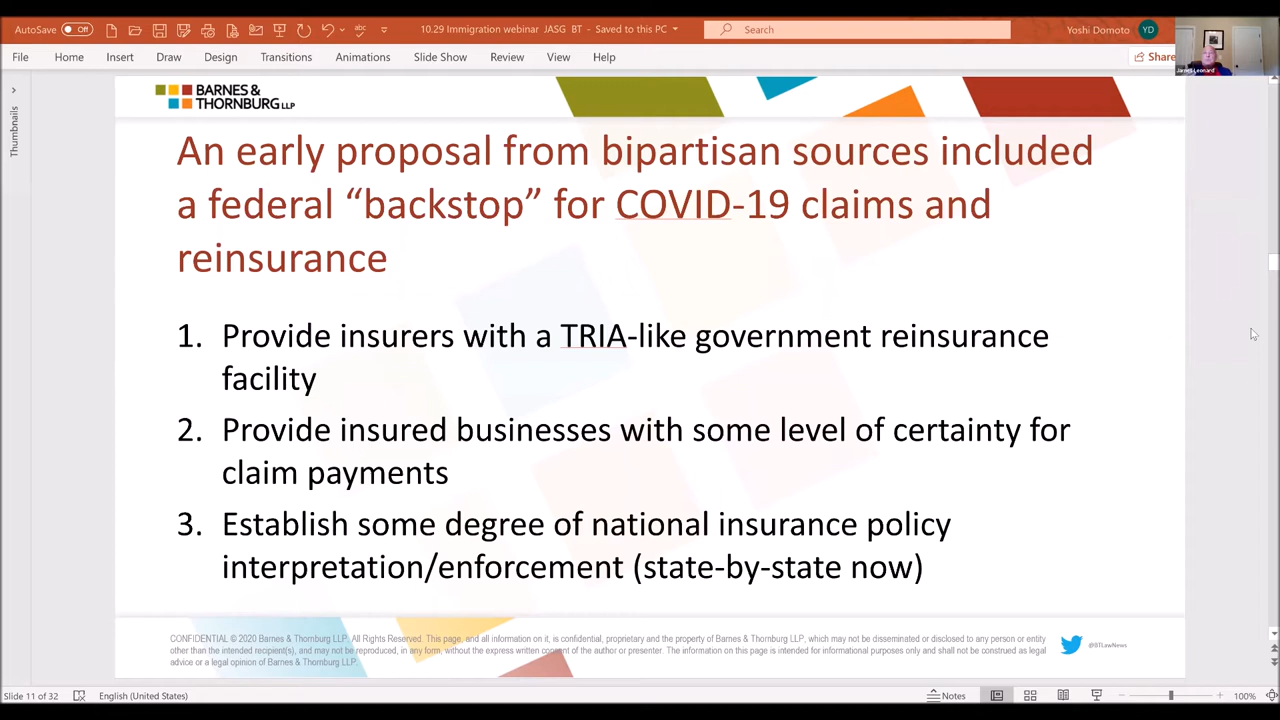 AutoSave Off 10.29 Immigration webinar JASG BT - Saved to this PC Search Yoshi Domoto YD
File Home Insert Draw Design Transitions Animations Slide Show Review View Help Share
James Leonard
Thumbnails
BARNES &
THORNBURG LLP
An early proposal from bipartisan sources included
a federal “backstop” for COVID-19 claims and
reinsurance
1. Provide insurers with a TRIA-like government reinsurance
facility
2. Provide insured businesses with some level of certainty for
claim payments
3. Establish some degree of national insurance policy
interpretation/enforcement (state-by-state now)
CONFIDENTIAL © 2020 Barnes & Thornburg LLP. All Rights Reserved. This page, and all information on it, is confidential, proprietary and the property of Barnes & Thornburg LLP, which may not be disseminated or disclosed to any person or entity
other than the intended recipient(s), and may not be reproduced, in any form, without the express written consent of the author or presenter. The information on this page is intended for informational purposes only and shall not be construed as legal
advice or a legal opinion of Barnes & Thornburg LLP.
@BTLawNews
Slide 11 of 32 English (United States) Notes 100%